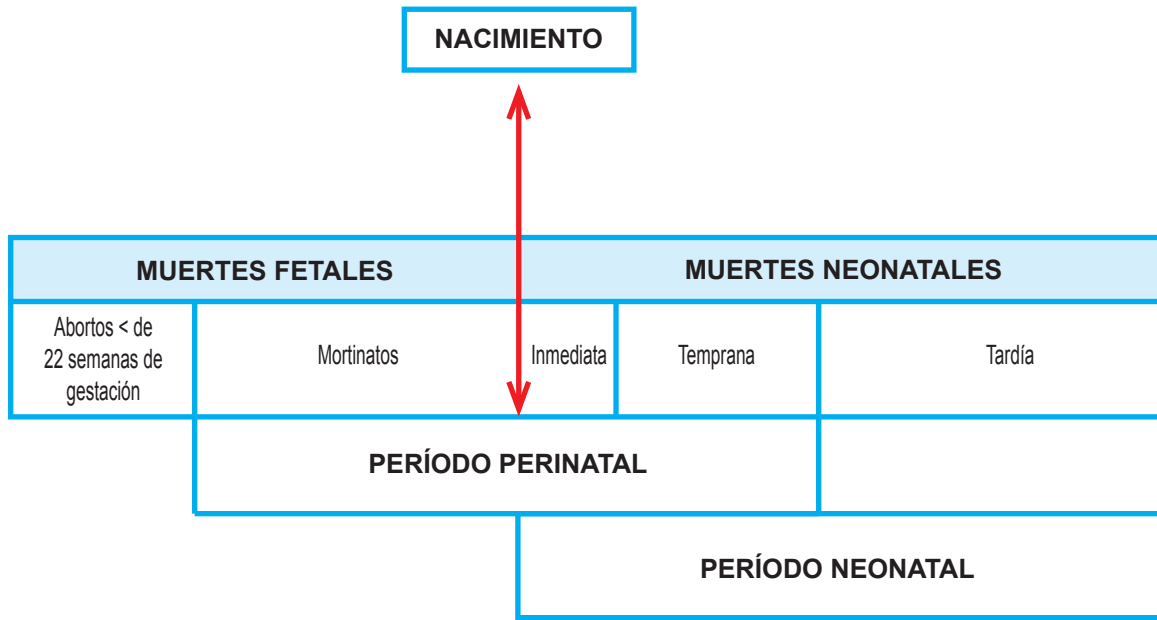 NACIMIENTO
MUERTES FETALES
MUERTES NEONATALES
Abortos < de
22 semanas de
gestación
Mortinatos
Inmediata
Temprana
Tardía
PERÍODO PERINATAL
PERÍODO NEONATAL